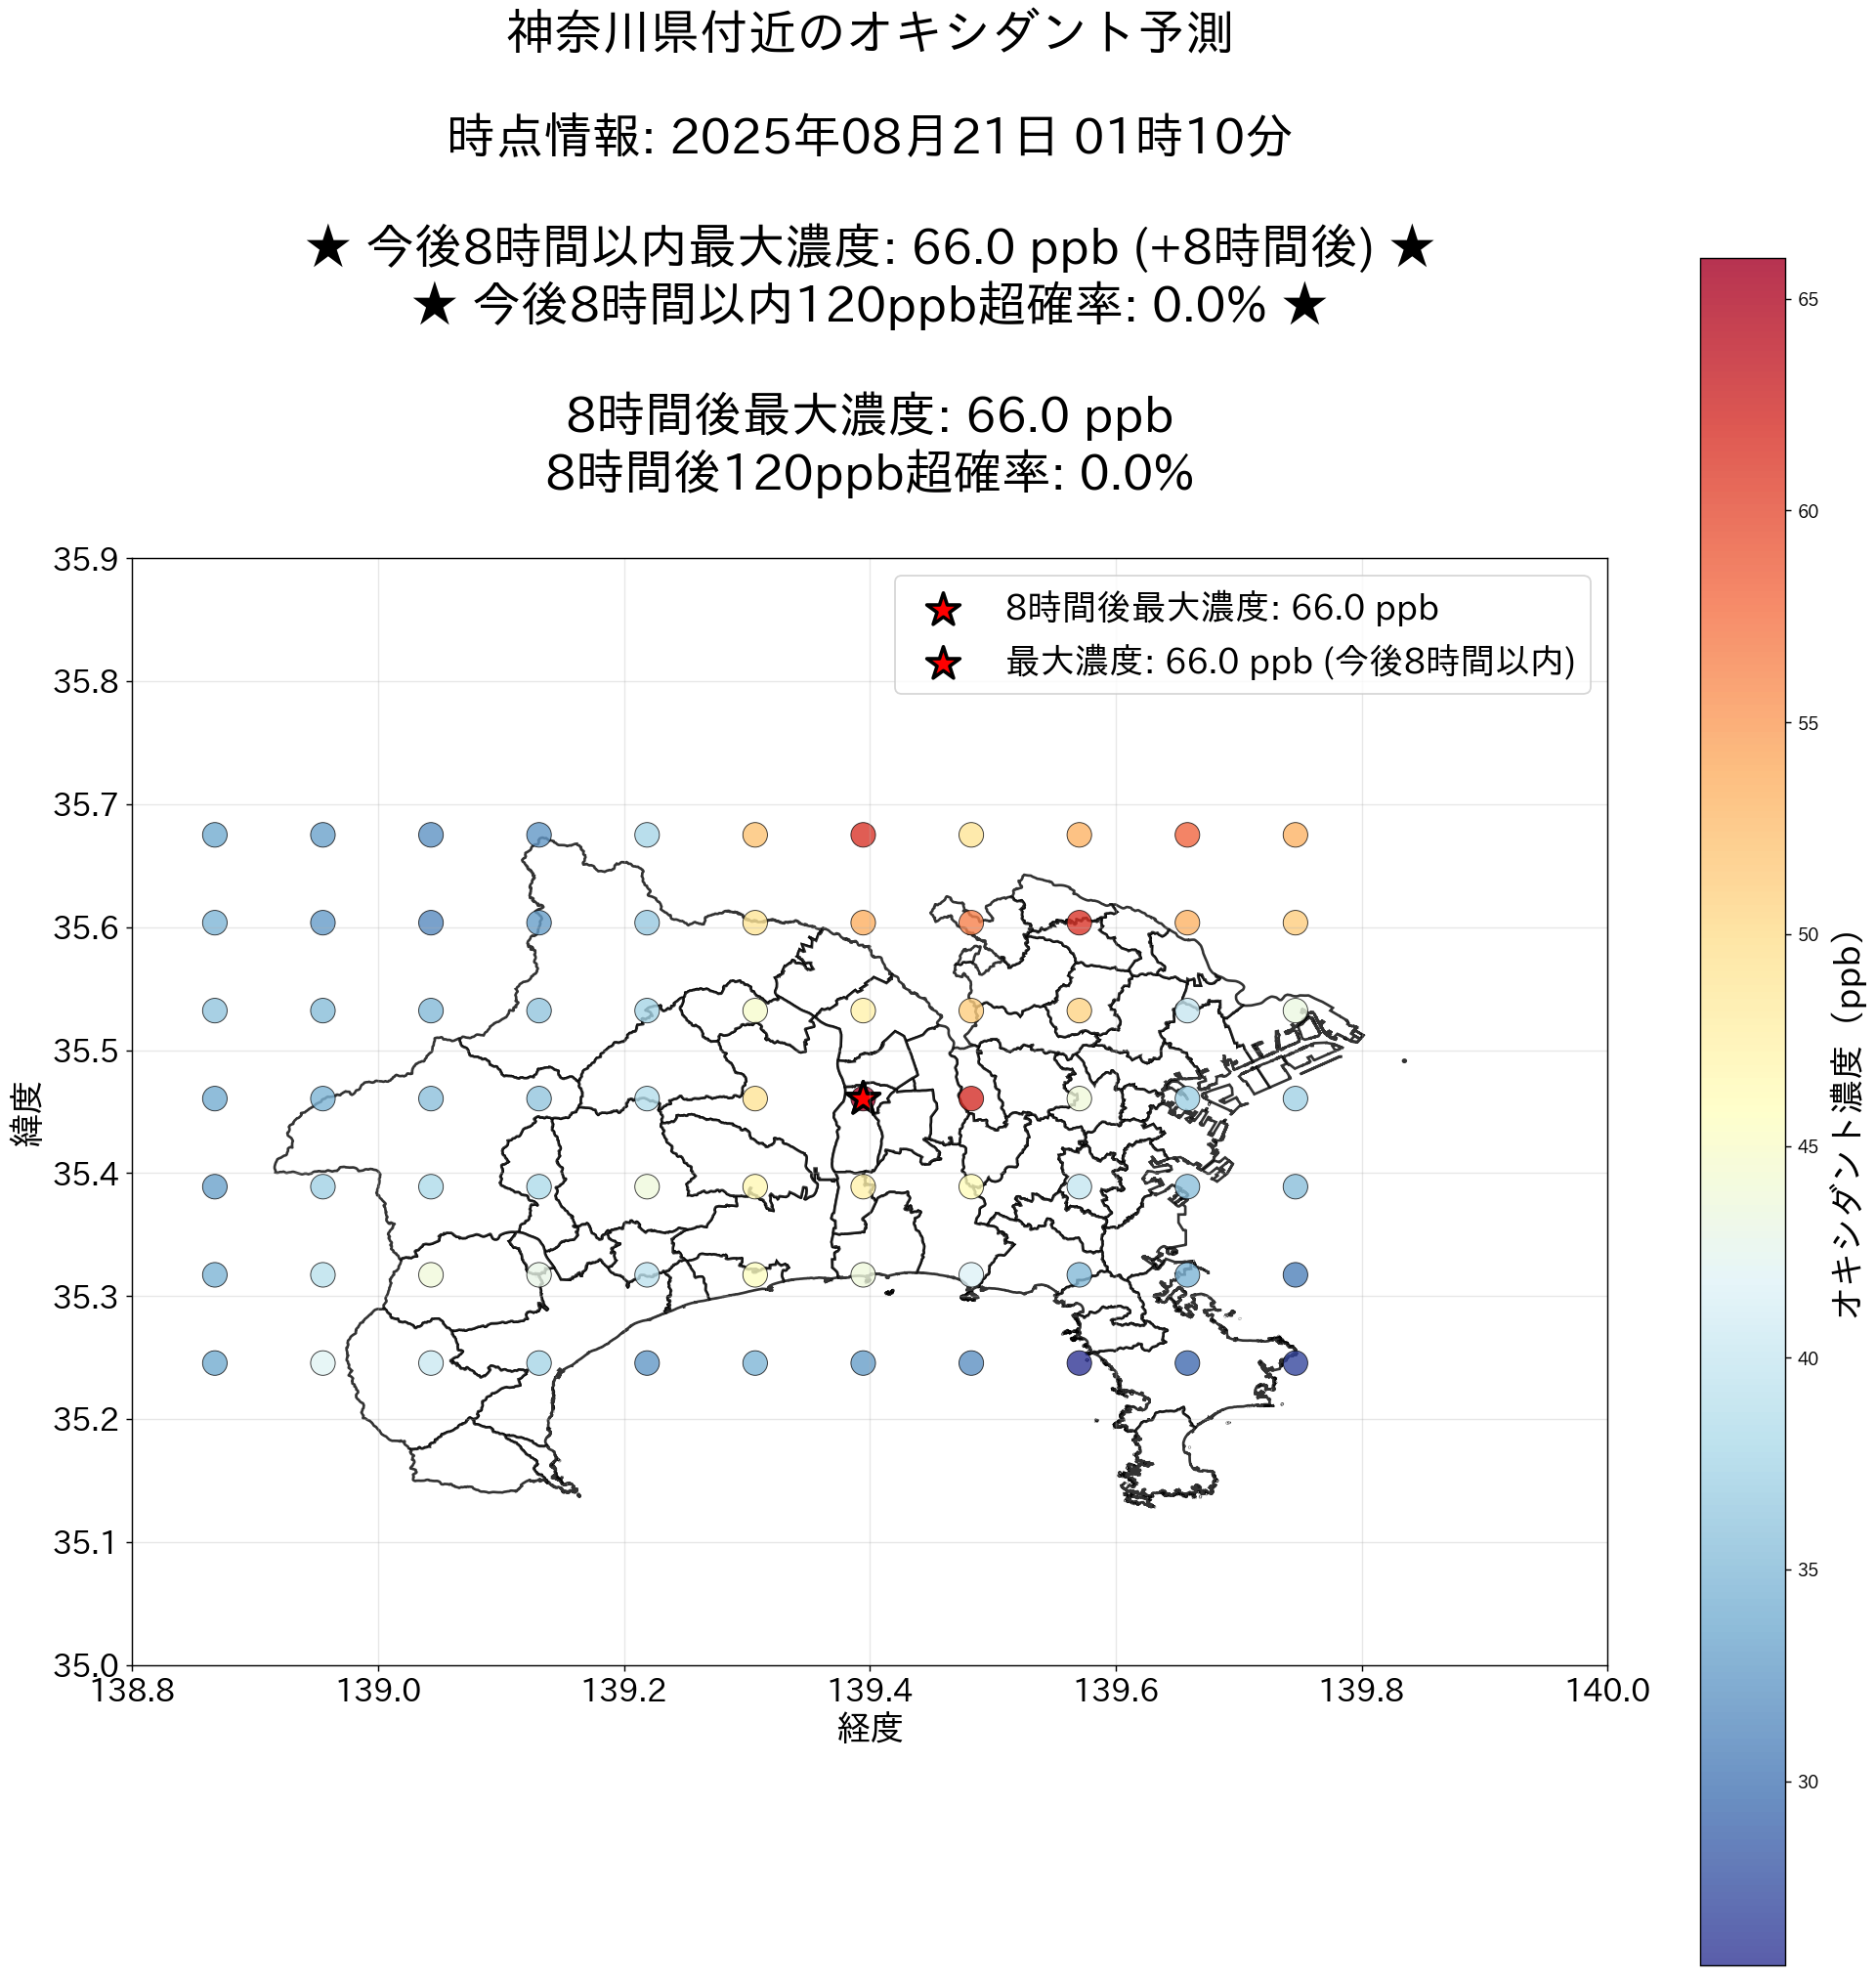 神奈川県付近のオキシダント予測
時点情報: 2025年08月21日 01時10分
★ 今後8時間以内最大濃度: 66.0 ppb (+8時間後) ★
★ 今後8時間以内120ppb超確率: 0.0% ★
8時間後最大濃度: 66.0 ppb
8時間後120ppb超確率: 0.0%
8時間後最大濃度: 66.0 ppb
最大濃度: 66.0 ppb (今後8時間以内)
35.9
35.8
35.7
35.6
35.5
35.4
35.3
35.2
35.1
35.0
緯度
138.8
139.0
139.2
139.4
139.6
139.8
140.0
経度
65
60
55
50
45
40
35
30
オキシダント濃度（ppb）